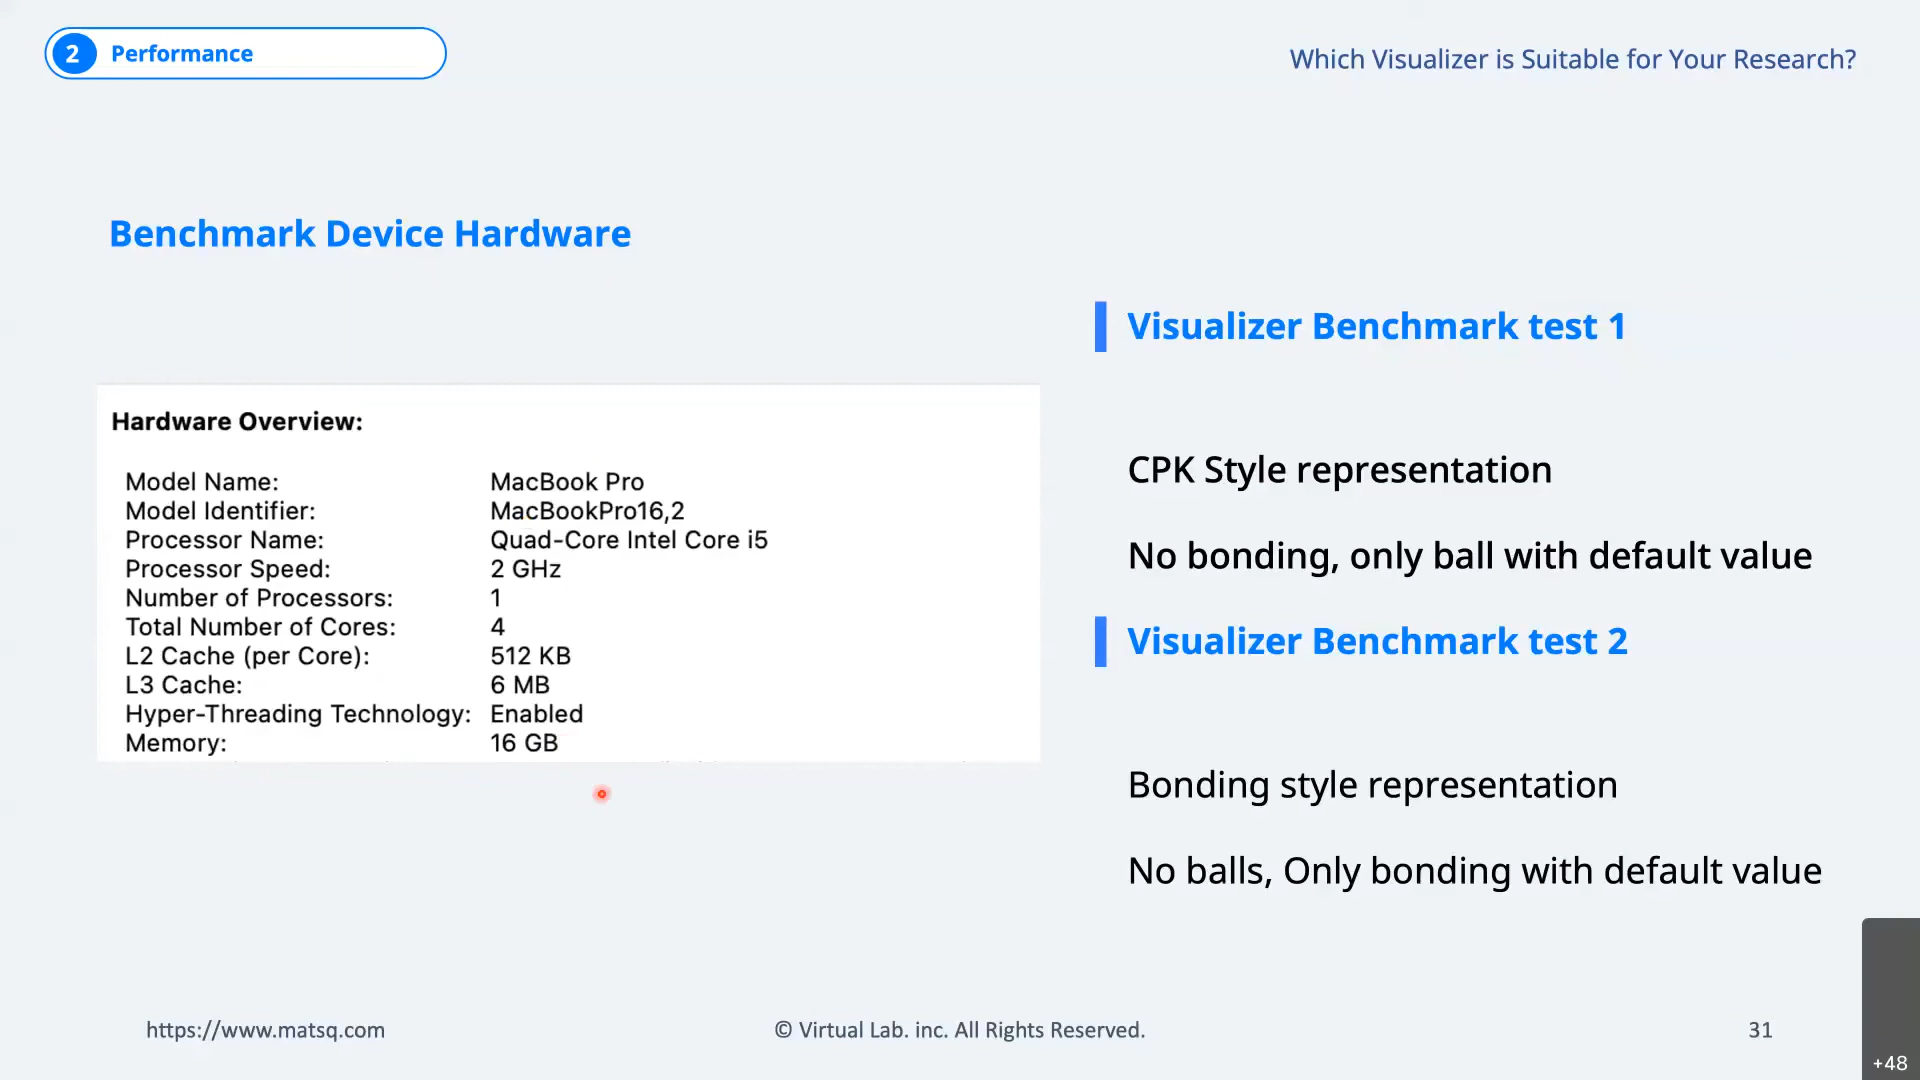 2 Performance
Which Visualizer is Suitable for Your Research?
Benchmark Device Hardware
Hardware Overview:
Model Name: MacBook Pro
Model Identifier: MacBookPro16,2
Processor Name: Quad-Core Intel Core i5
Processor Speed: 2 GHz
Number of Processors: 1
Total Number of Cores: 4
L2 Cache (per Core): 512 KB
L3 Cache: 6 MB
Hyper-Threading Technology: Enabled
Memory: 16 GB
Visualizer Benchmark test 1
CPK Style representation
No bonding, only ball with default value
Visualizer Benchmark test 2
Bonding style representation
No balls, Only bonding with default value
https://www.matsq.com
© Virtual Lab. inc. All Rights Reserved.
31
+48